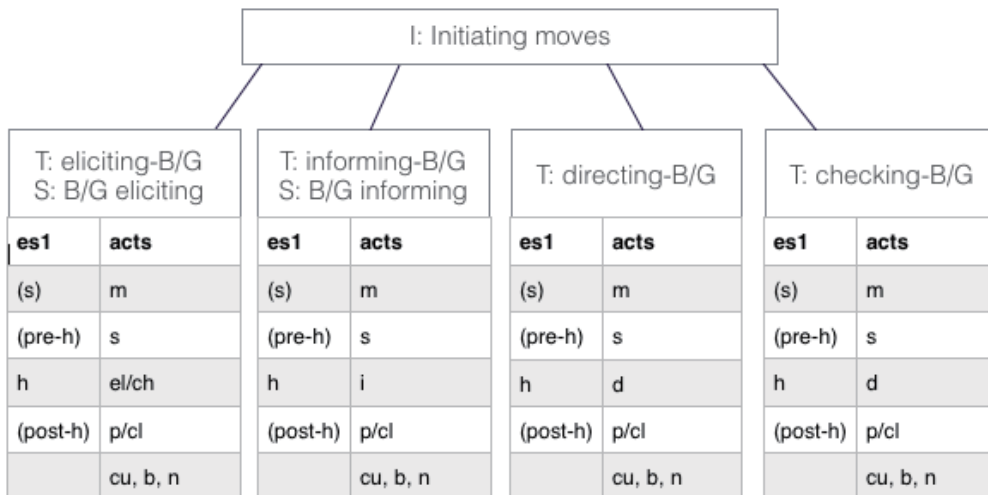 I: Initiating moves
T: eliciting-B/G
S: B/G eliciting
es1 acts
(s) m
(pre-h) s
h el/ch
(post-h) p/cl
cu, b, n
T: informing-B/G
S: B/G informing
es1 acts
(s) m
(pre-h) s
h i
(post-h) p/cl
cu, b, n
T: directing-B/G
es1 acts
(s) m
(pre-h) s
h d
(post-h) p/cl
cu, b, n
T: checking-B/G
es1 acts
(s) m
(pre-h) s
h d
(post-h) p/cl
cu, b, n